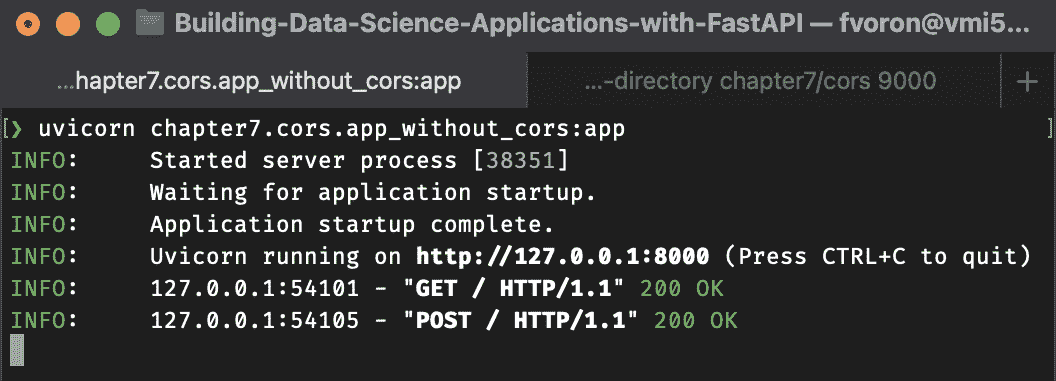 Building-Data-Science-Applications-with-FastAPI — fvoron@vmi5...
...hapter7.cors.app_without_cors:app
...-directory chapter7/cors 9000
+
[❯ uvicorn chapter7.cors.app_without_cors:app ]
INFO: Started server process [38351]
INFO: Waiting for application startup.
INFO: Application startup complete.
INFO: Uvicorn running on http://127.0.0.1:8000 (Press CTRL+C to quit)
INFO: 127.0.0.1:54101 - "GET / HTTP/1.1" 200 OK
INFO: 127.0.0.1:54105 - "POST / HTTP/1.1" 200 OK